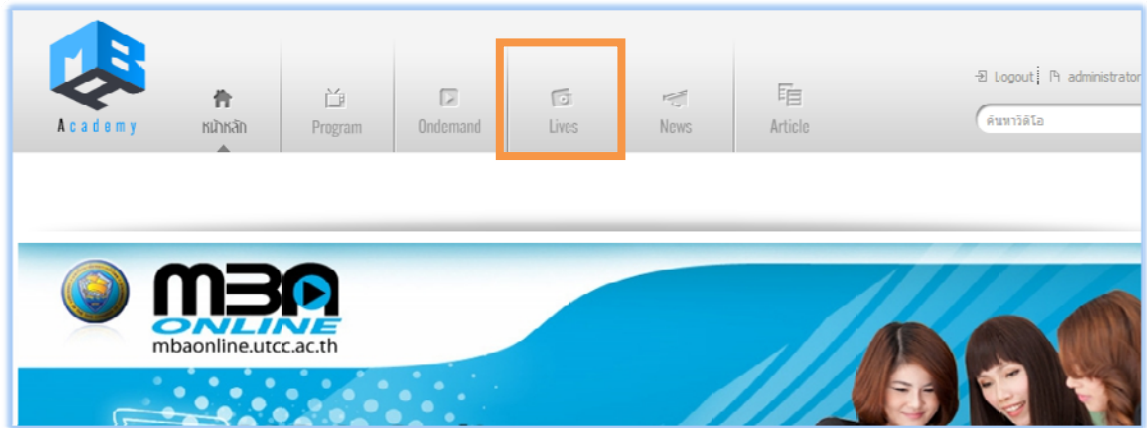 MBA
Academy
หน้าหลัก
Program
Ondemand
Lives
News
Article
logout administrator
ค้นหาวิดีโอ
MBA
ONLINE
mbaonline.utcc.ac.th